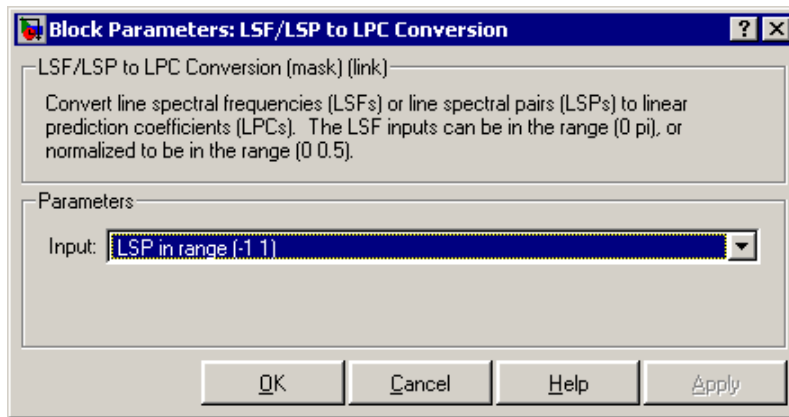 Block Parameters: LSF/LSP to LPC Conversion
LSF/LSP to LPC Conversion (mask) (link)
Convert line spectral frequencies (LSFs) or line spectral pairs (LSPs) to linear
prediction coefficients (LPCs). The LSF inputs can be in the range (0 pi), or
normalized to be in the range (0 0.5).
Parameters
Input: LSP in range (-1 1)
OK Cancel Help Apply